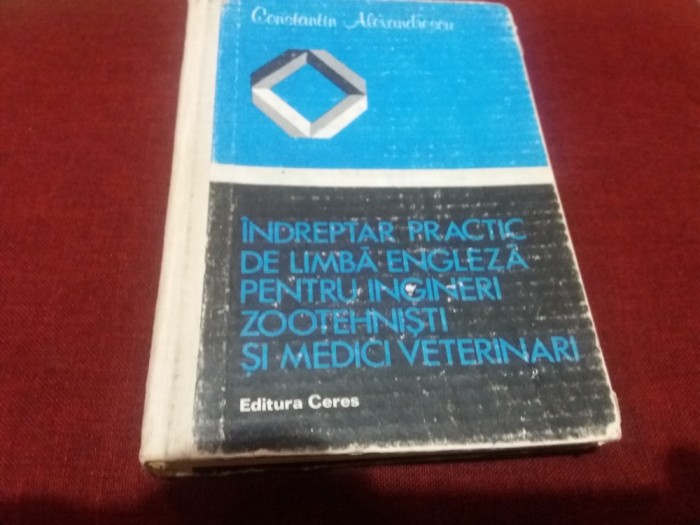 Constantin Alexandrescu
ÎNDREPTAR PRACTIC
DE LIMBĂ ENGLEZĂ
PENTRU INGINERI
ZOOTEHNIȘTI
ȘI MEDICI VETERINARI
Editura Ceres